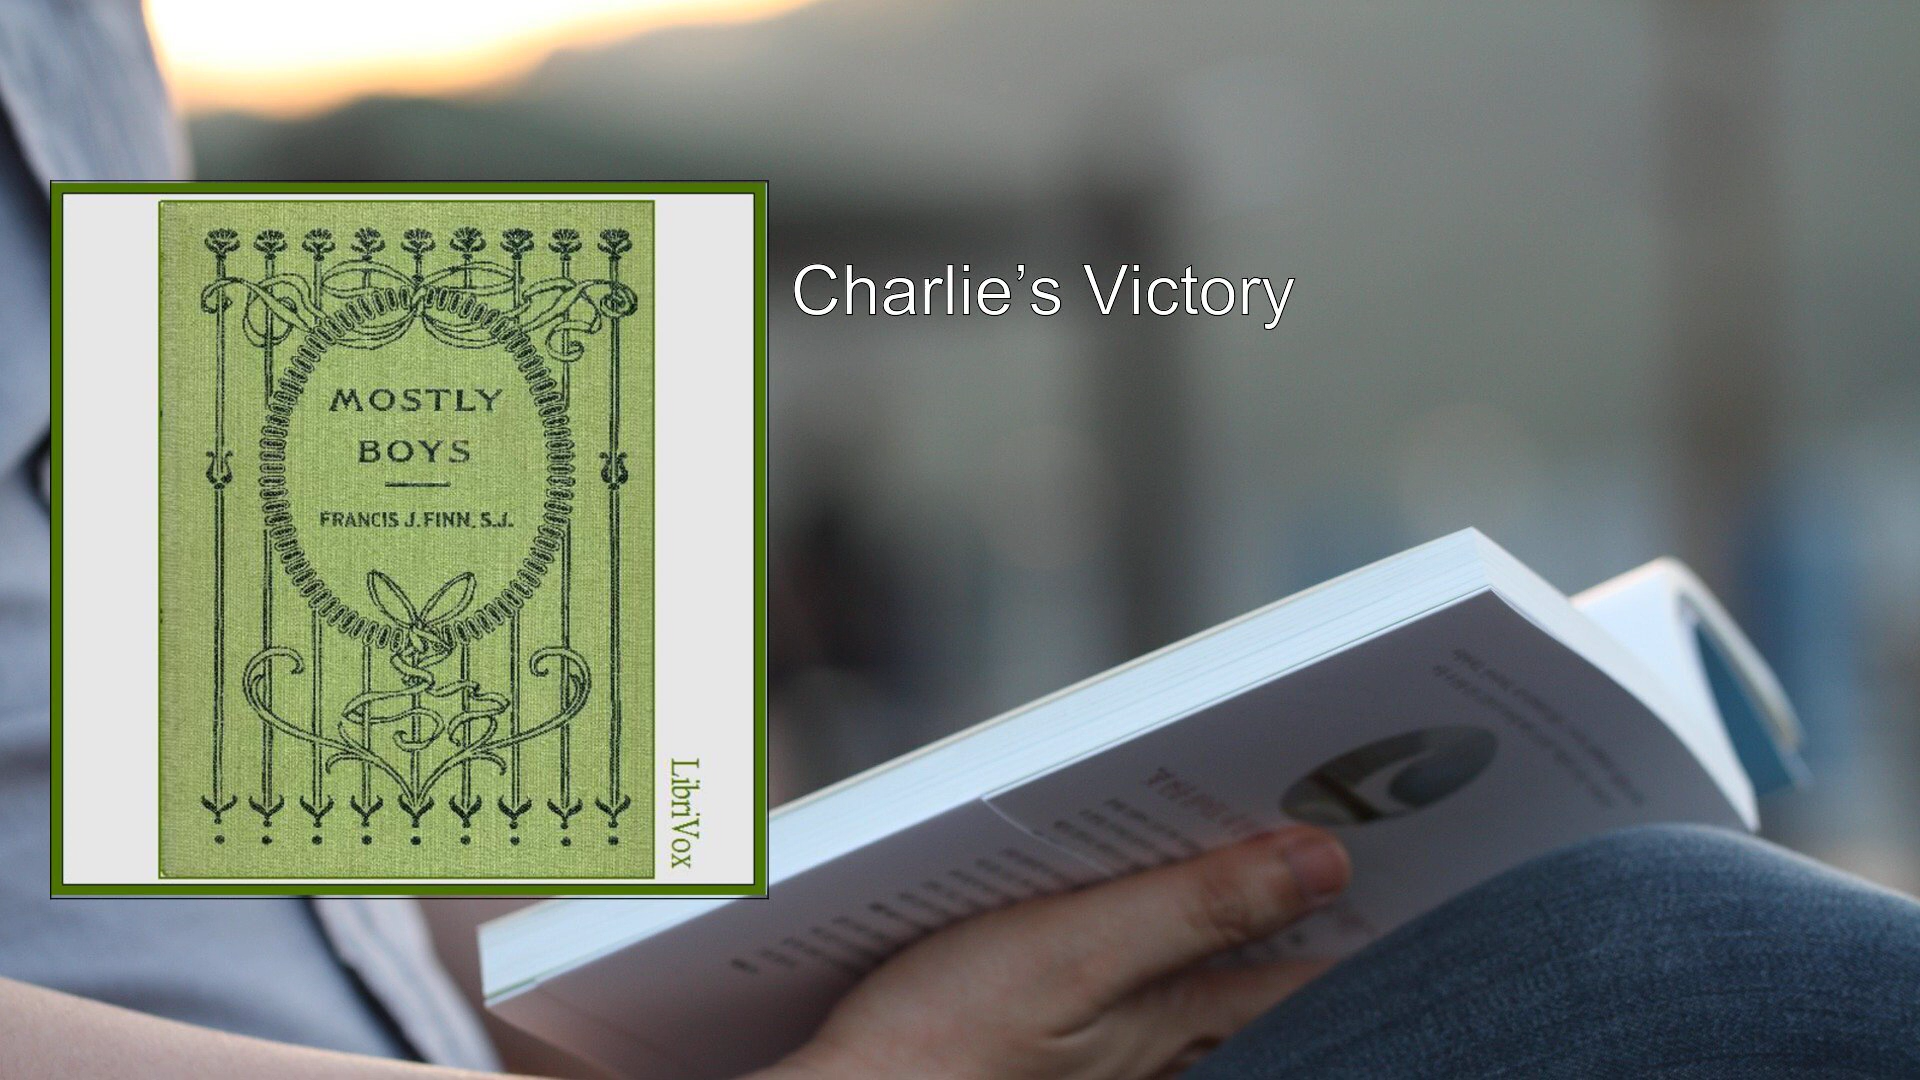 MOSTLY
BOYS
FRANCIS J. FINN, S.J.
LibriVox
Charlie’s Victory